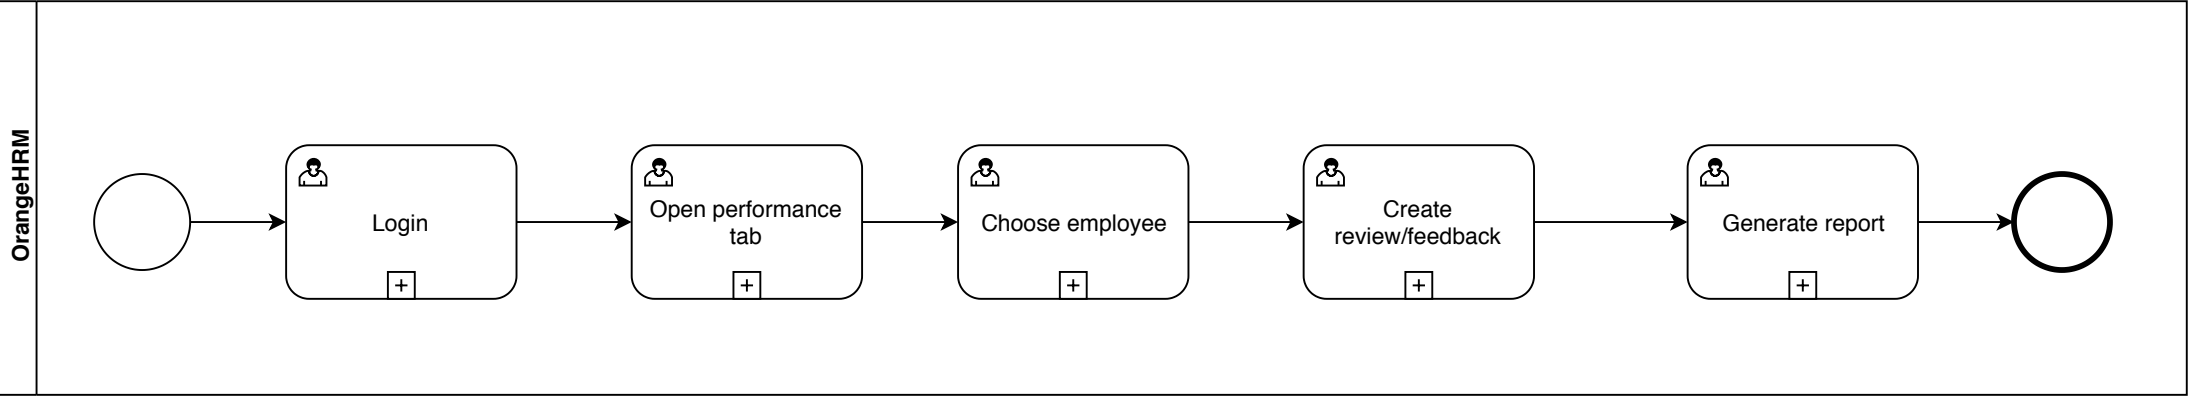 OrangeHRM
Login
Open performance
tab
Choose employee
Create
review/feedback
Generate report